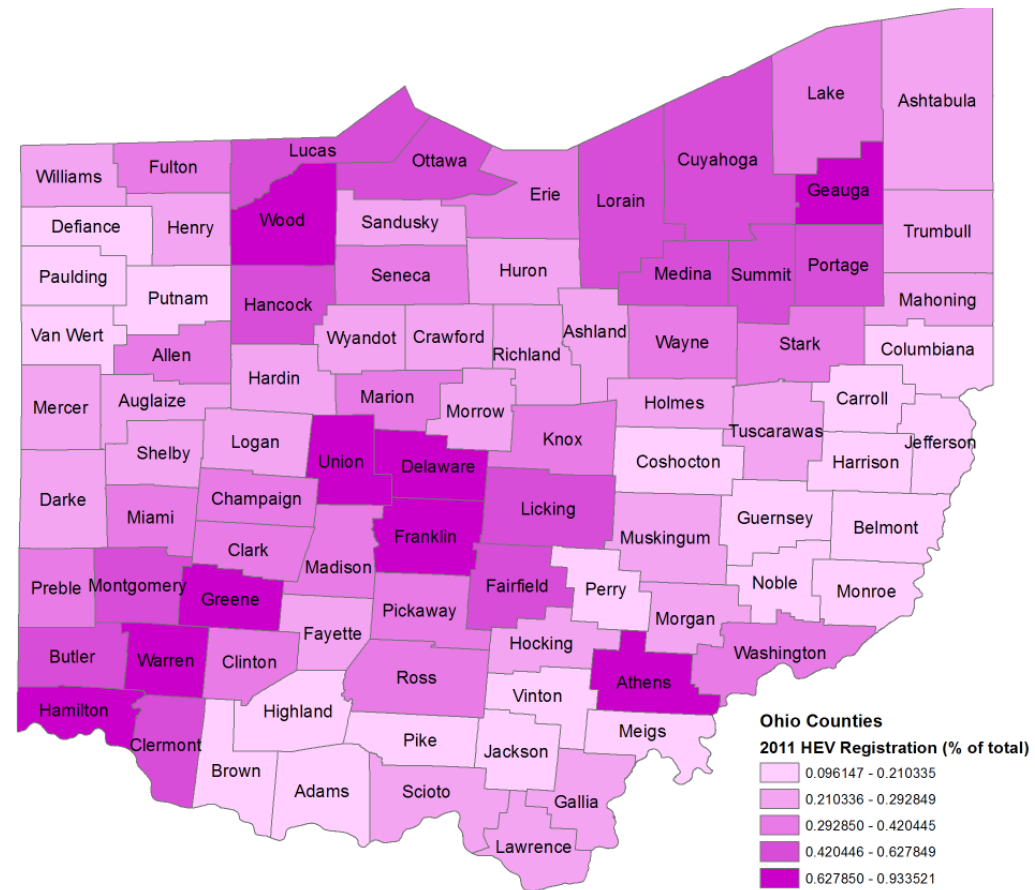 Lake
Ashtabula
Lucas
Ottawa
Cuyahoga
Fulton
Williams
Geauga
Erie
Lorain
Wood
Sandusky
Defiance
Henry
Trumbull
Portage
Huron
Medina
Summit
Seneca
Paulding
Hancock
Putnam
Mahoning
Van Wert
Ashland
Wyandot
Crawford
Wayne
Stark
Columbiana
Allen
Richland
Hardin
Marion
Carroll
Auglaize
Mercer
Holmes
Morrow
Tuscarawas
Logan
Knox
Jefferson
Shelby
Union
Delaware
Coshocton
Harrison
Darke
Champaign
Licking
Miami
Guernsey
Belmont
Franklin
Muskingum
Clark
Madison
Montgomery
Fairfield
Noble
Preble
Perry
Monroe
Greene
Pickaway
Morgan
Fayette
Hocking
Washington
Butler
Warren
Clinton
Ross
Athens
Vinton
Hamilton
Highland
Meigs
Pike
Clermont
Jackson
Brown
Adams
Scioto
Gallia
Lawrence
Ohio Counties
2011 HEV Registration (% of total)
0.096147 - 0.210335
0.210336 - 0.292849
0.292850 - 0.420445
0.420446 - 0.627849
0.627850 - 0.933521